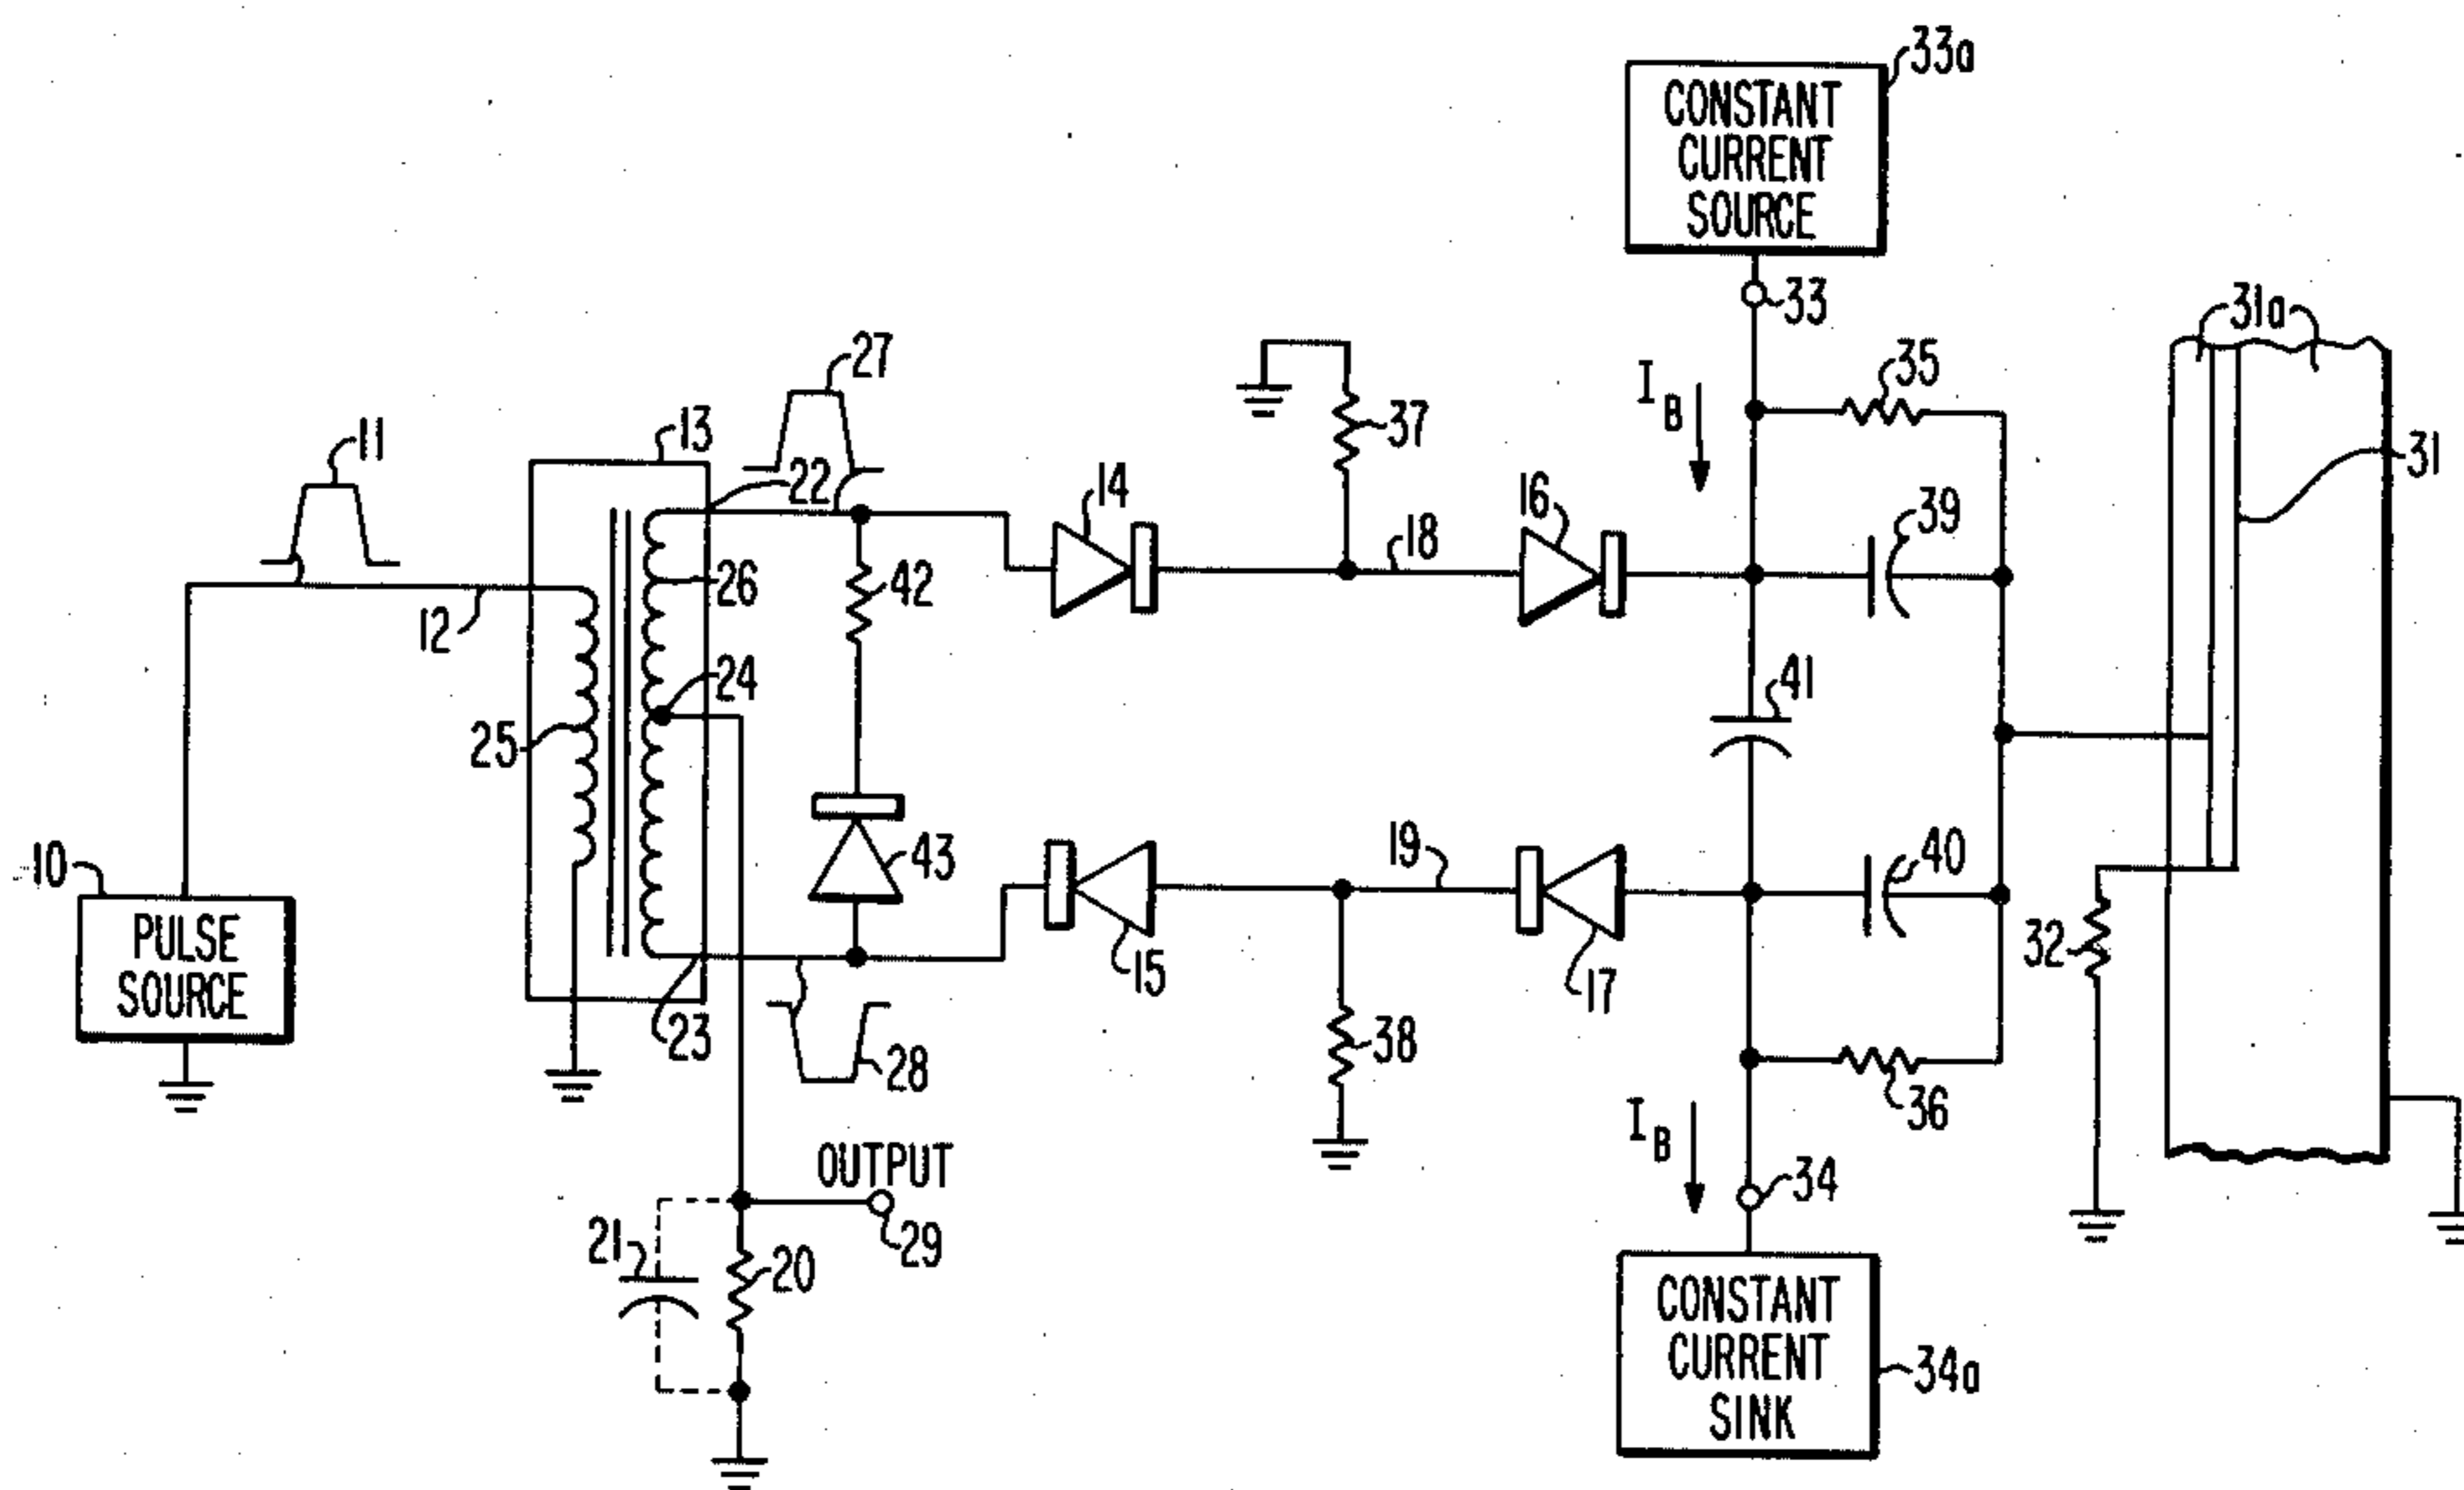 33a
CONSTANT
CURRENT
SOURCE
33
31a
27
35
I B
11
13
37
31
22
14
16
18
39
26
42
12
24
41
25
10
43
19
40
PULSE
SOURCE
15
17
32
23
28
38
36
I B
OUTPUT
34
21
20
29
CONSTANT
CURRENT
SINK
34a